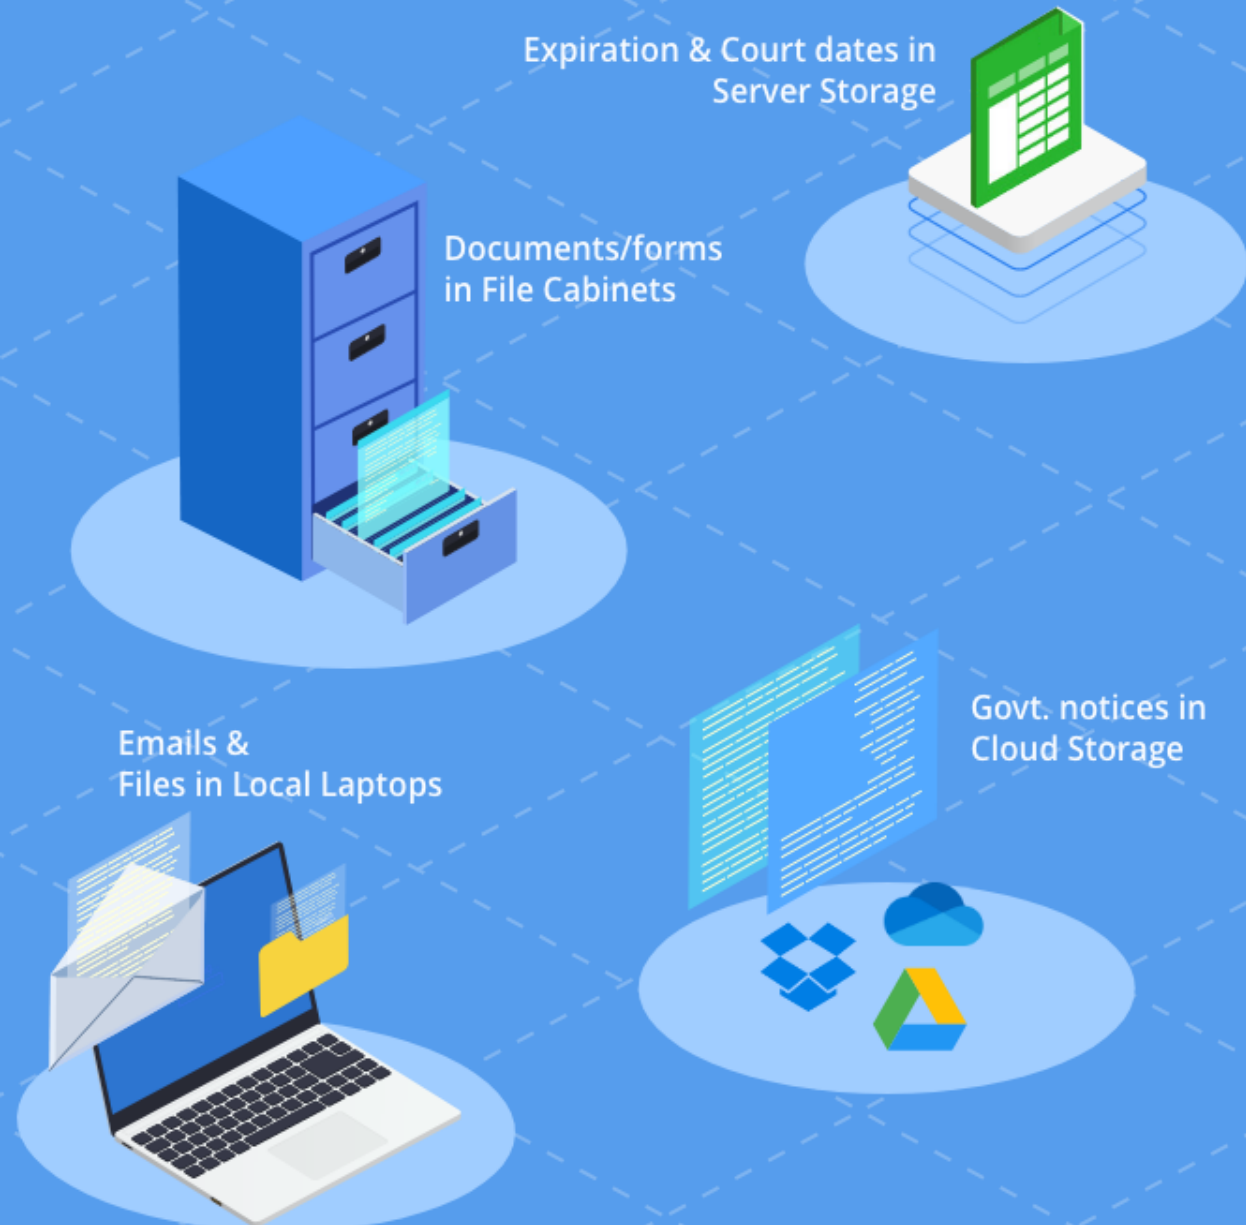 Expiration & Court dates in
Server Storage
Documents/forms
in File Cabinets
Govt. notices in
Cloud Storage
Emails &
Files in Local Laptops